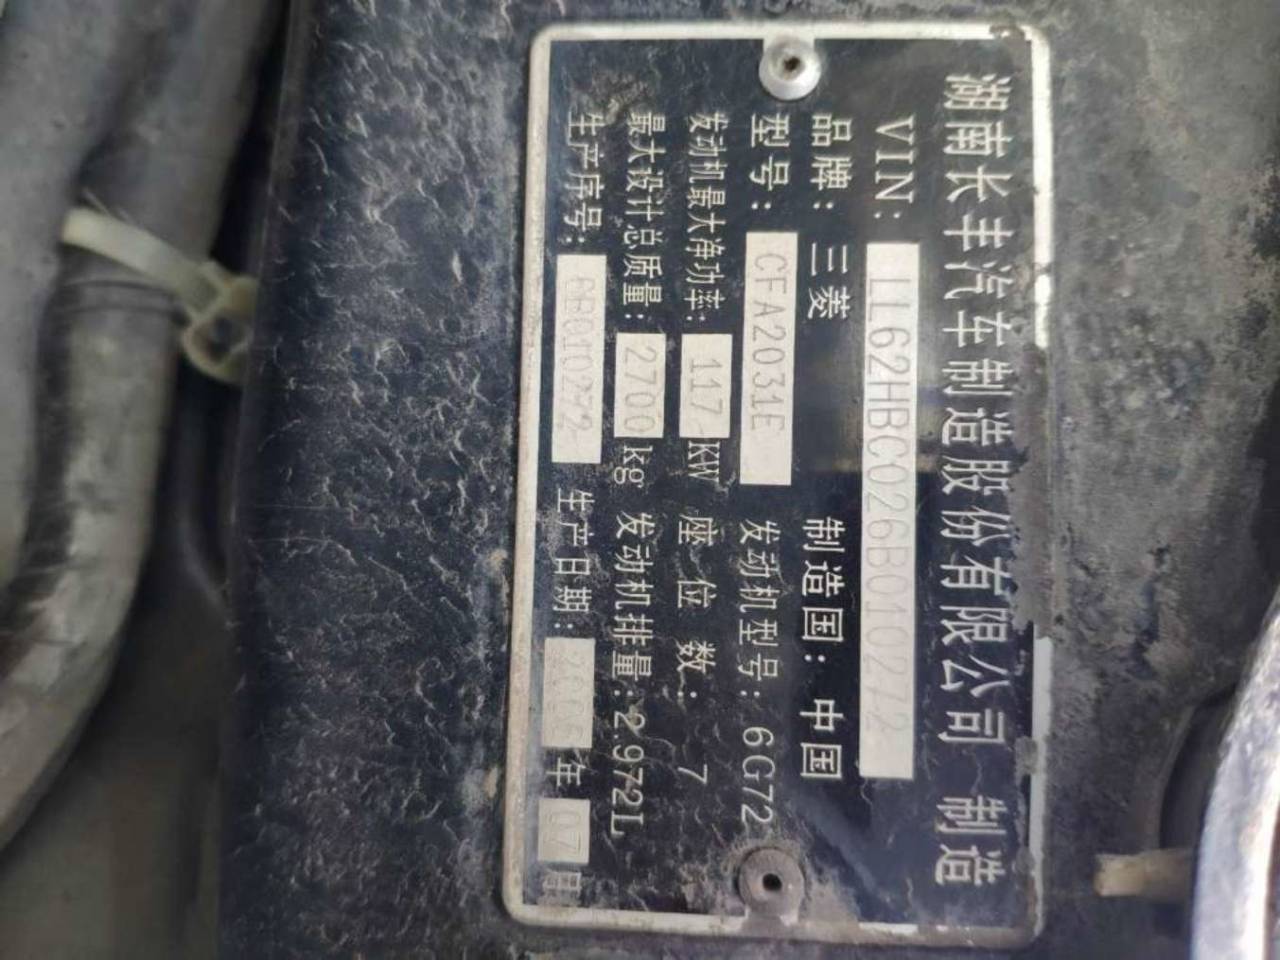 湖南长丰汽车制造股份有限公司 制造
VIN: LL62HBC026B010272
品牌: 三菱 制造国: 中国
型号: CFA2031E 发动机型号: 6G72
发动机最大净功率: 117 KW 座位数: 7
最大设计总质量: 2700 kg 发动机排量: 2.972L
生产序号: 6B010272 生产日期: 2006 年 07 月